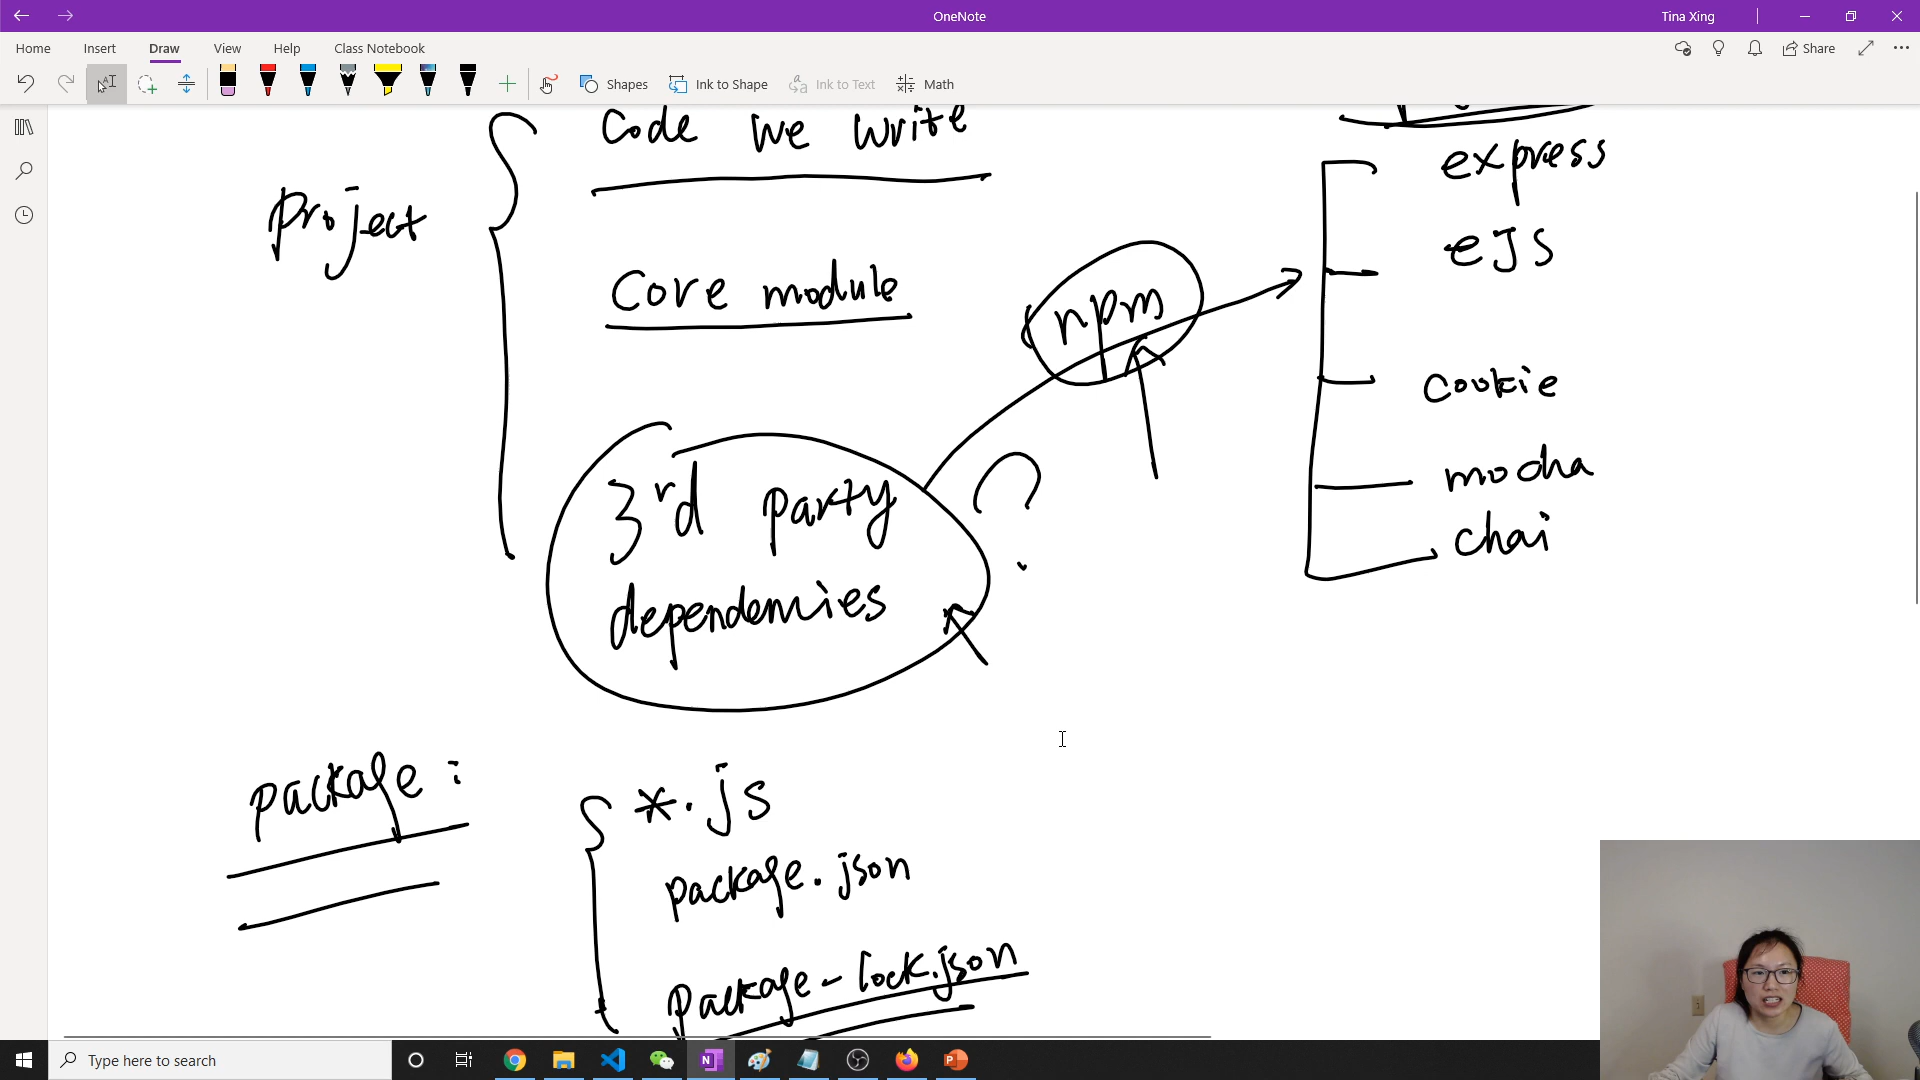 OneNote
Tina Xing
Home Insert Draw View Help Class Notebook
Share
Shapes Ink to Shape Ink to Text Math
Code we write
project
Core module
npm
3rd party
dependencies
?
express
eJS
cookie
mocha
chai
package:
*.js
package.json
package-lock.json
Type here to search